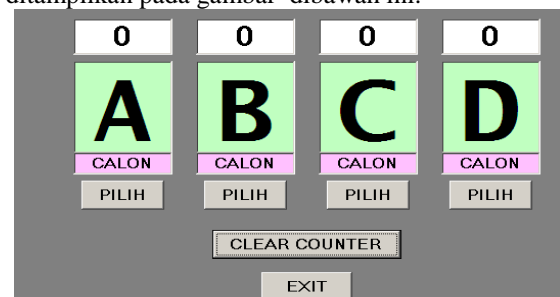 ditampilkan pada gambar dibawah ini.
0 0 0 0
A B C D
CALON CALON CALON CALON
PILIH PILIH PILIH PILIH
CLEAR COUNTER
EXIT